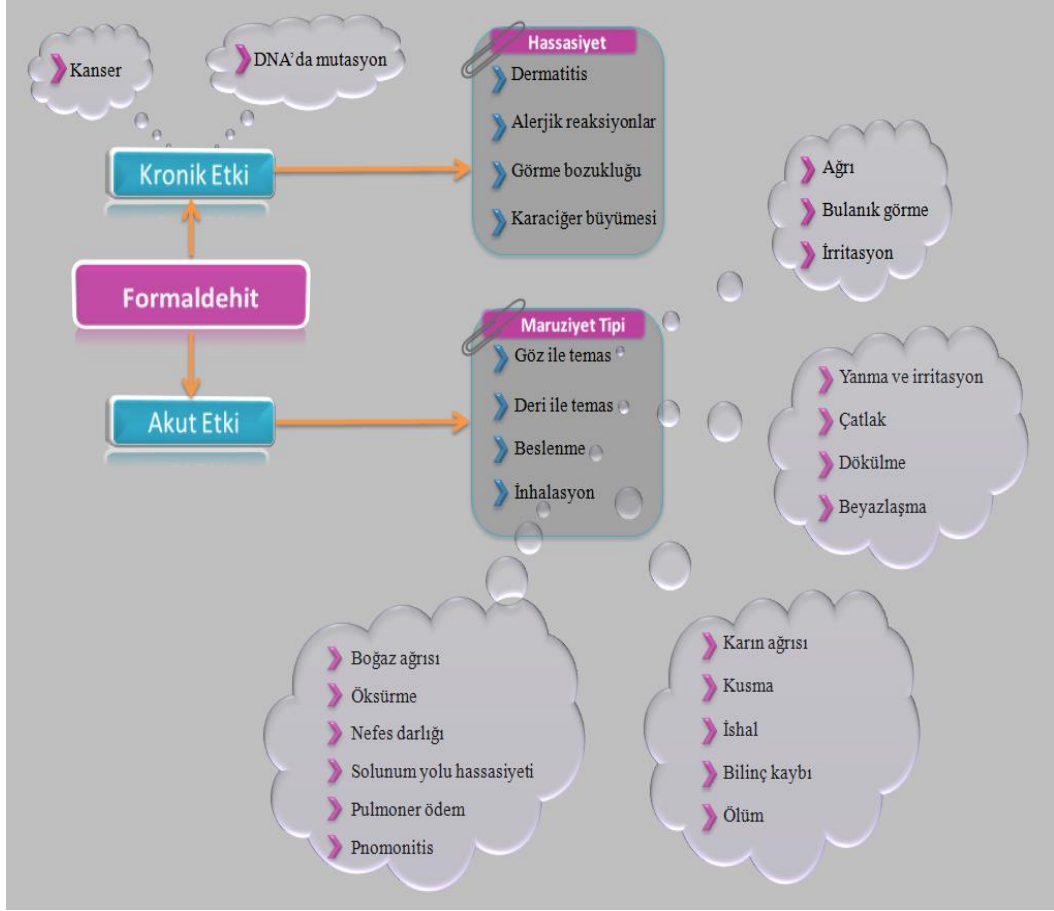 Kanser
DNA'da mutasyon
Kronik Etki
Formaldehit
Akut Etki
Hassasiyet
Dermatitis
Alerjik reaksiyonlar
Görme bozukluğu
Karaciğer büyümesi
Maruziyet Tipi
Göz ile temas
Deri ile temas
Beslenme
İnhalasyon
Ağrı
Bulanık görme
İrritasyon
Yanma ve irritasyon
Çatlak
Dökülme
Beyazlaşma
Boğaz ağrısı
Öksürme
Nefes darlığı
Solunum yolu hassasiyeti
Pulmoner ödem
Pnomonitis
Karın ağrısı
Kusma
İshal
Bilinç kaybı
Ölüm